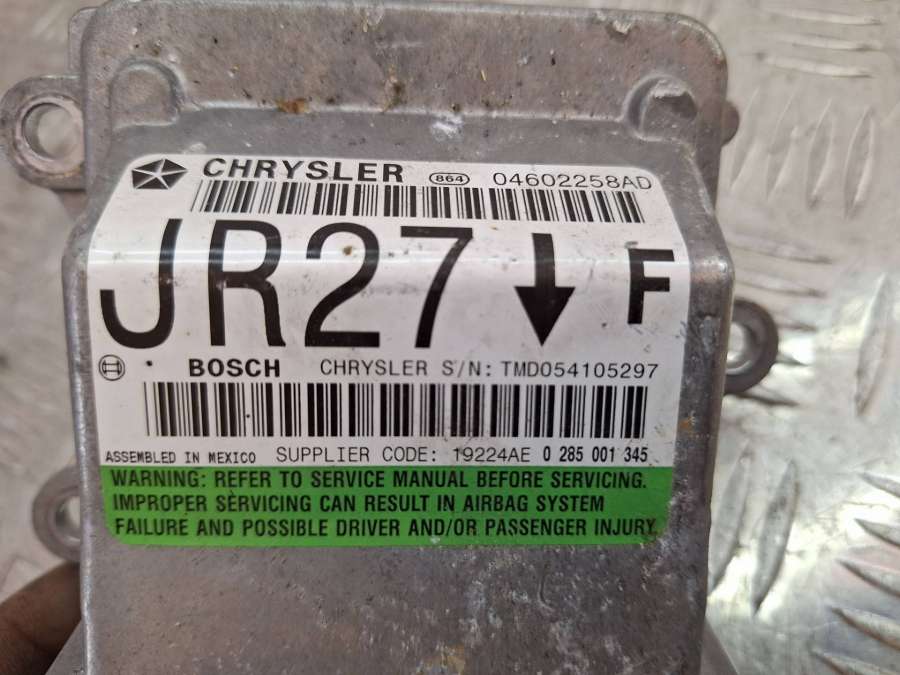 CHRYSLER 864 04602258AD
JR27 F
BOSCH CHRYSLER S/N: TMD054105297
ASSEMBLED IN MEXICO SUPPLIER CODE: 19224AE 0 285 001 345
WARNING: REFER TO SERVICE MANUAL BEFORE SERVICING.
IMPROPER SERVICING CAN RESULT IN AIRBAG SYSTEM
FAILURE AND POSSIBLE DRIVER AND/OR PASSENGER INJURY.